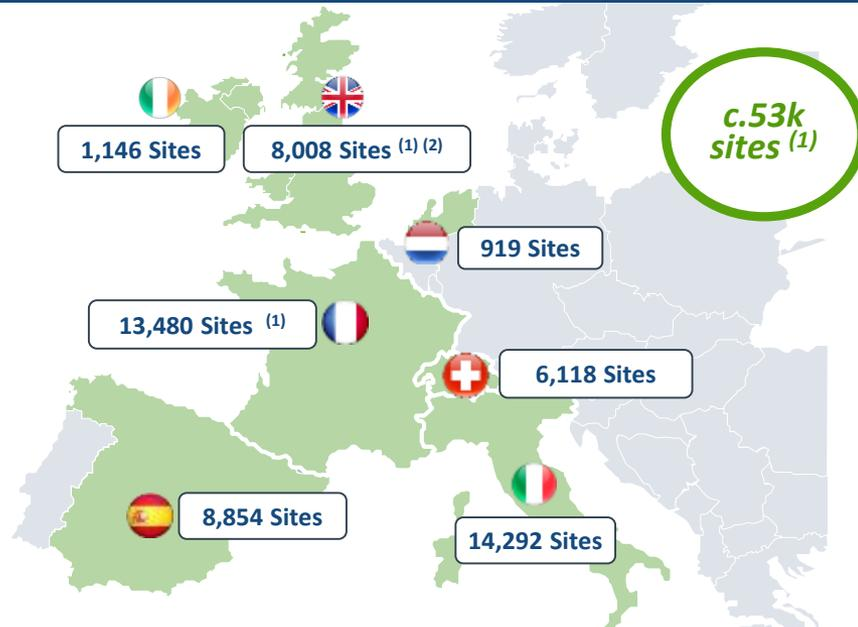 c.53k
sites (1)
1,146 Sites
8,008 Sites (1) (2)
919 Sites
13,480 Sites (1)
6,118 Sites
8,854 Sites
14,292 Sites